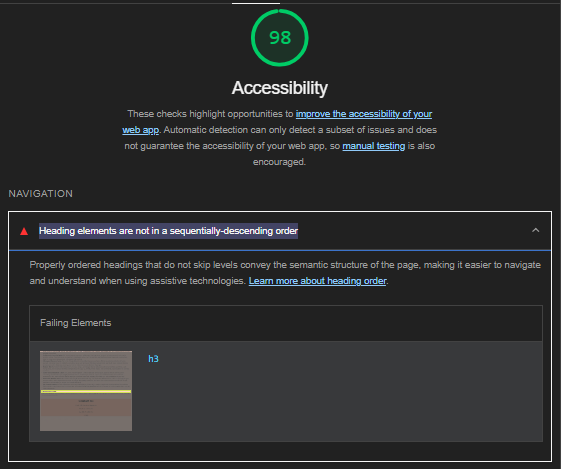 98
Accessibility
These checks highlight opportunities to improve the accessibility of your
web app. Automatic detection can only detect a subset of issues and does
not guarantee the accessibility of your web app, so manual testing is also
encouraged.
NAVIGATION
Heading elements are not in a sequentially-descending order
Properly ordered headings that do not skip levels convey the semantic structure of the page, making it easier to navigate
and understand when using assistive technologies. Learn more about heading order.
Failing Elements
h3